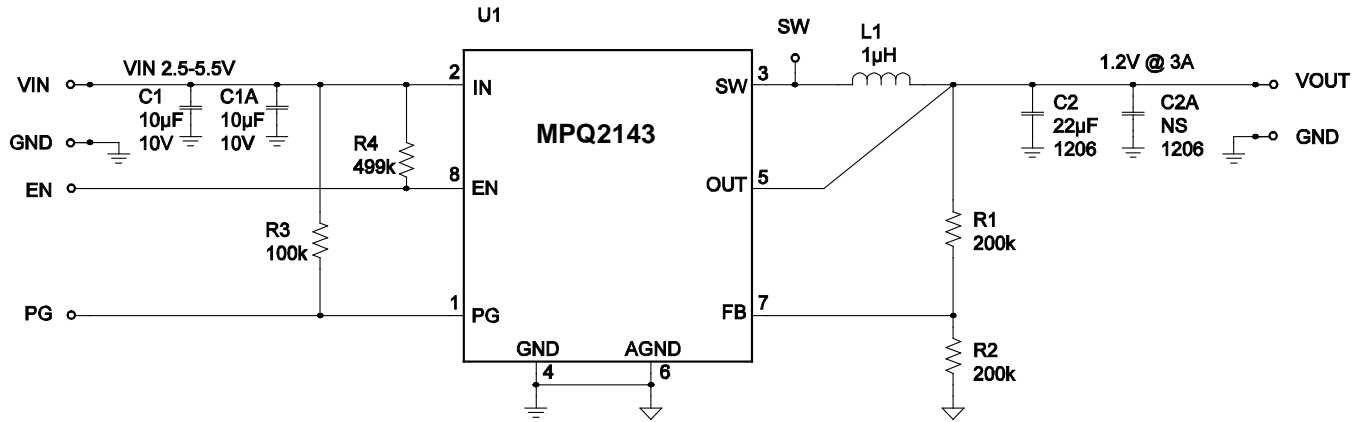 U1
SW
L1
1µH
VIN
VIN 2.5-5.5V
2
IN
SW
3
1.2V @ 3A
VOUT
C1
10µF
10V
C1A
10µF
10V
C2
22µF
1206
C2A
NS
1206
GND
GND
MPQ2143
R4
499k
EN
8
EN
OUT
5
R3
100k
R1
200k
PG
1
PG
FB
7
GND
AGND
4
6
R2
200k